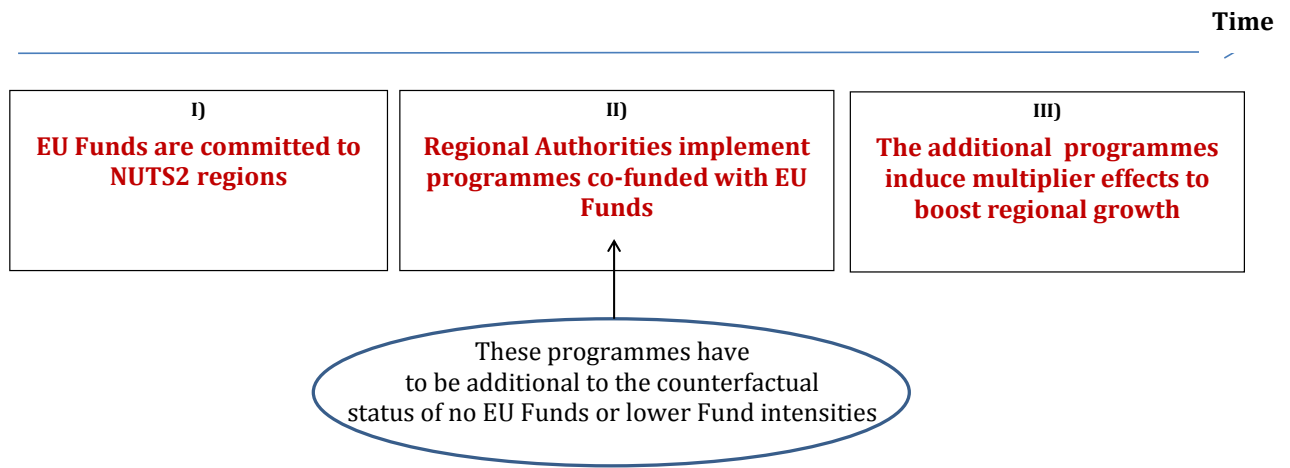 Time
I)
EU Funds are committed to
NUTS2 regions
II)
Regional Authorities implement
programmes co-funded with EU
Funds
III)
The additional programmes
induce multiplier effects to
boost regional growth
These programmes have
to be additional to the counterfactual
status of no EU Funds or lower Fund intensities